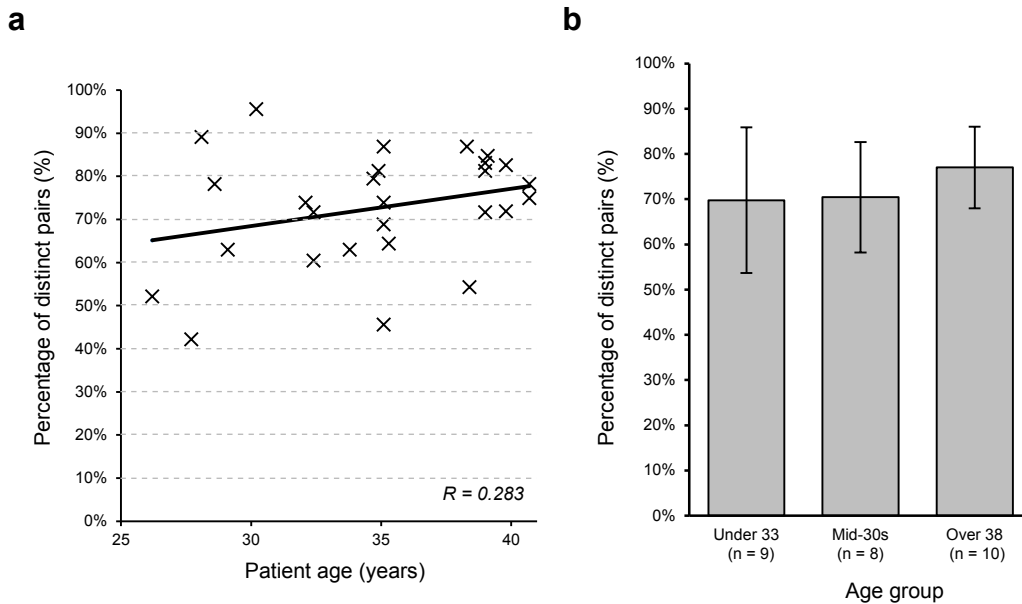 a
Percentage of distinct pairs (%)
100%
90%
80%
70%
60%
50%
40%
30%
20%
10%
0%
R = 0.283
25
30
35
40
Patient age (years)
b
Percentage of distinct pairs (%)
100%
90%
80%
70%
60%
50%
40%
30%
20%
10%
0%
Under 33 Mid-30s Over 38
(n = 9) (n = 8) (n = 10)
Age group